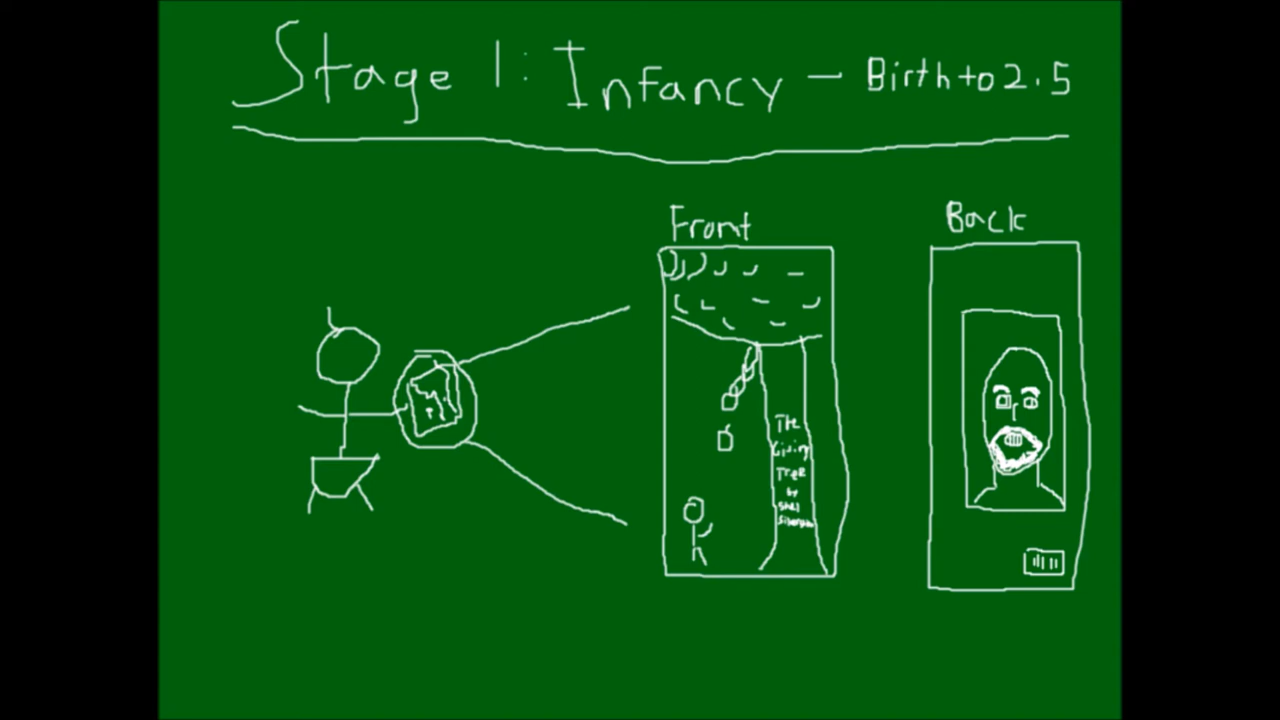 Stage 1: Infancy – Birth to 2.5
Front
Back
The
Giving
Tree
by
Shel
Silverstein